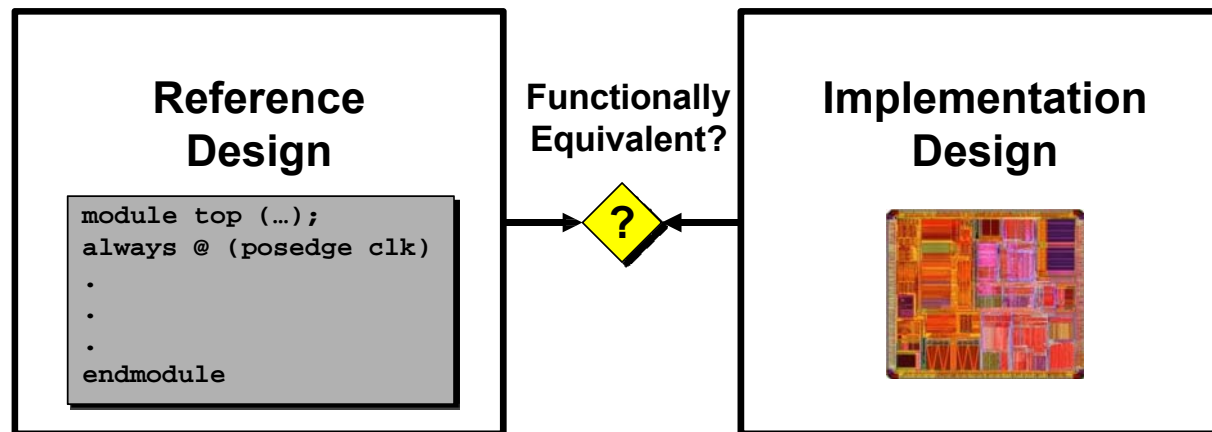 Reference
Design
module top (…);
always @ (posedge clk)
.
.
.
endmodule
Functionally
Equivalent?
?
Implementation
Design